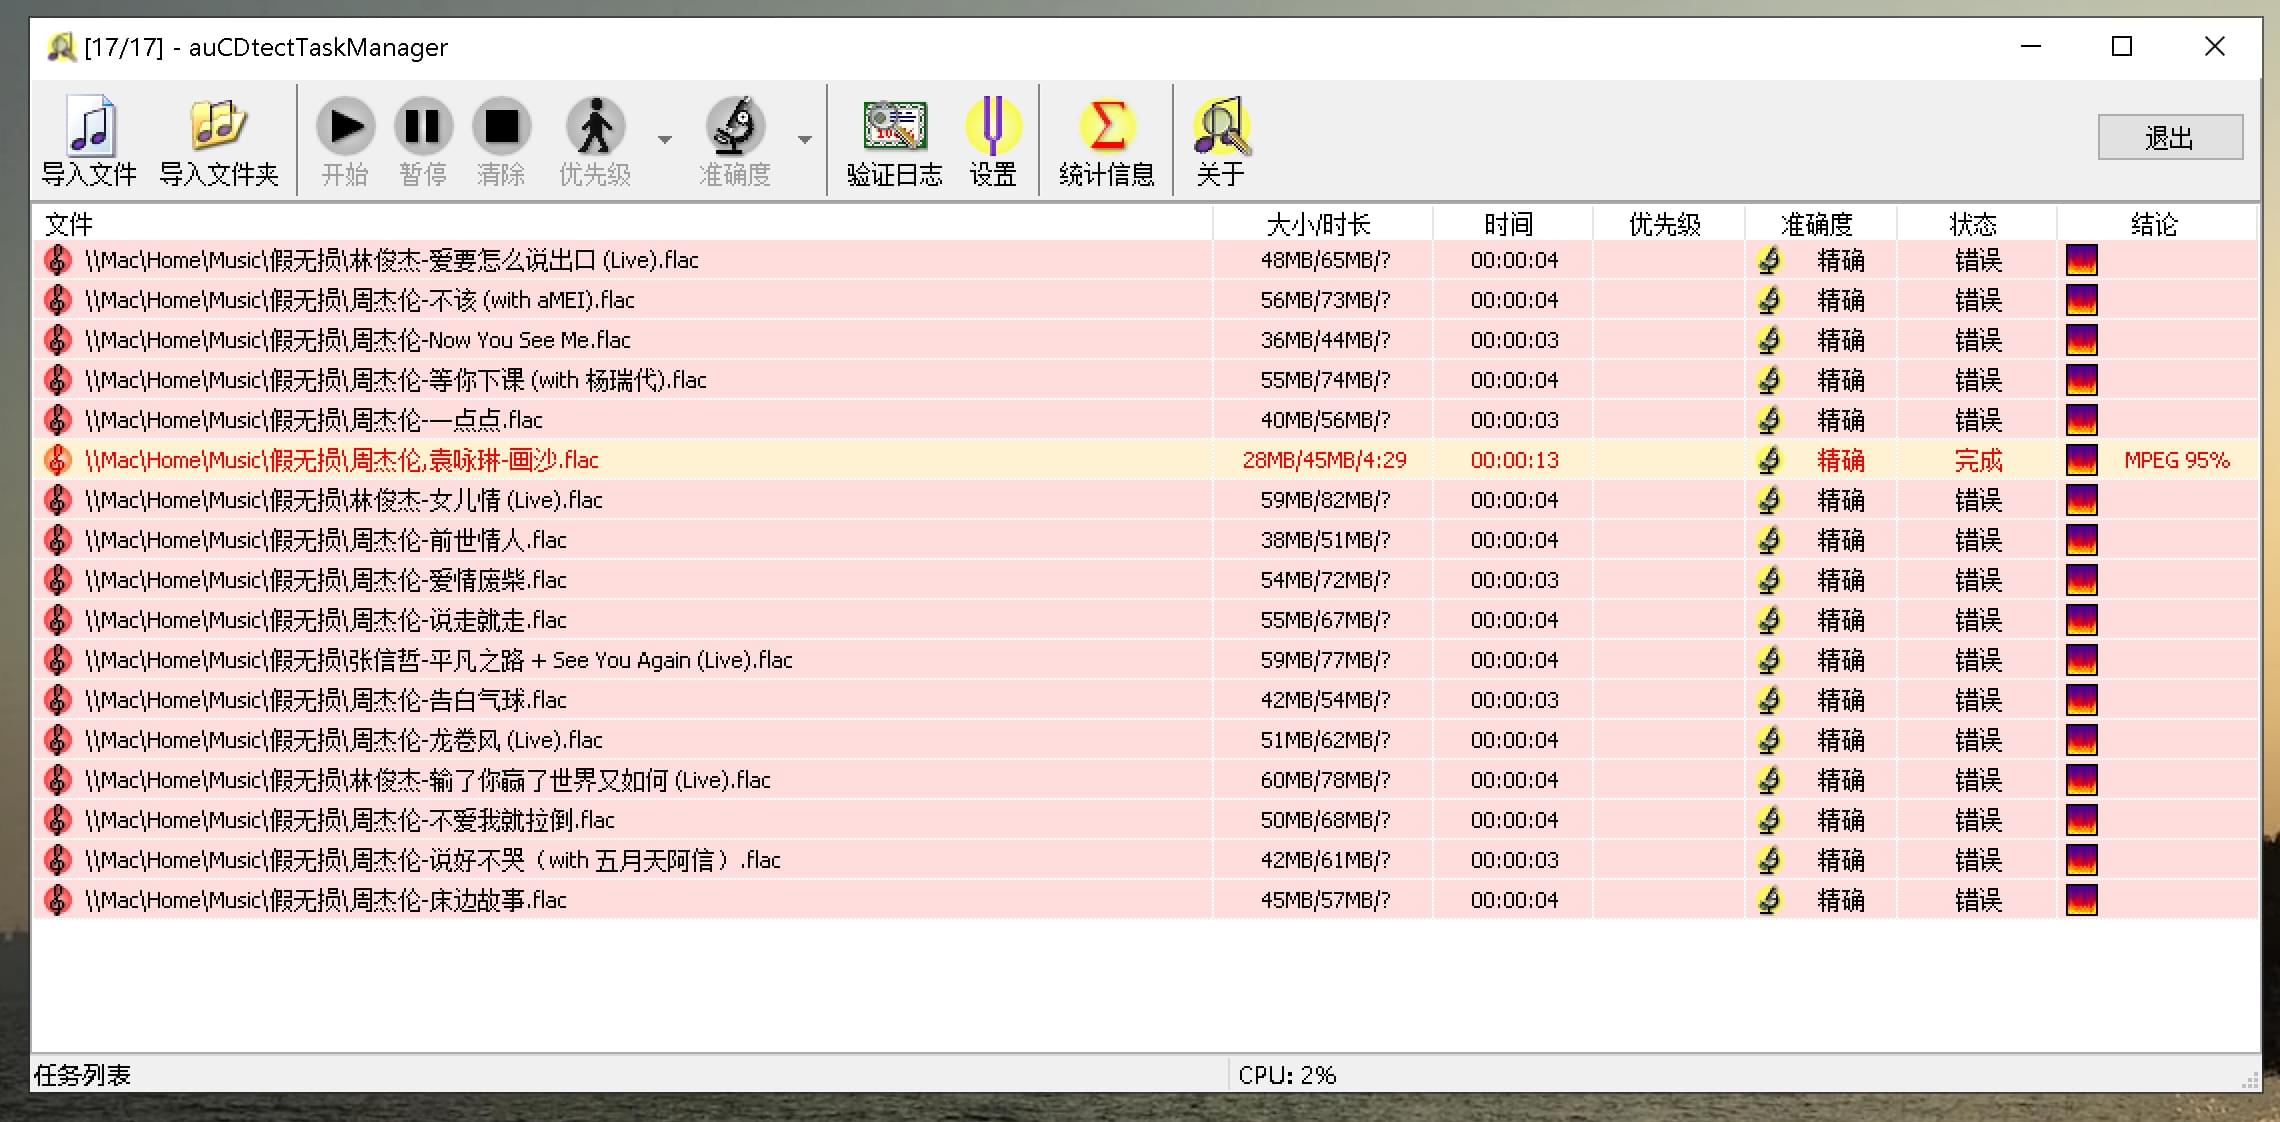 [17/17] - auCDtectTaskManager
导入文件 导入文件夹 开始 暂停 清除 优先级 准确度 验证日志 设置 统计信息 关于 退出
文件 大小/时长 时间 优先级 准确度 状态 结论
\\Mac\Home\Music\假无损\林俊杰-爱要怎么说出口 (Live).flac 48MB/65MB/? 00:00:04 精确 错误
\\Mac\Home\Music\假无损\周杰伦-不该 (with aMEI).flac 56MB/73MB/? 00:00:04 精确 错误
\\Mac\Home\Music\假无损\周杰伦-Now You See Me.flac 36MB/44MB/? 00:00:03 精确 错误
\\Mac\Home\Music\假无损\周杰伦-等你下课 (with 杨瑞代).flac 55MB/74MB/? 00:00:04 精确 错误
\\Mac\Home\Music\假无损\周杰伦-一点点.flac 40MB/56MB/? 00:00:03 精确 错误
\\Mac\Home\Music\假无损\周杰伦,袁咏琳-画沙.flac 28MB/45MB/4:29 00:00:13 精确 完成 MPEG 95%
\\Mac\Home\Music\假无损\林俊杰-女儿情 (Live).flac 59MB/82MB/? 00:00:04 精确 错误
\\Mac\Home\Music\假无损\周杰伦-前世情人.flac 38MB/51MB/? 00:00:04 精确 错误
\\Mac\Home\Music\假无损\周杰伦-爱情废柴.flac 54MB/72MB/? 00:00:03 精确 错误
\\Mac\Home\Music\假无损\周杰伦-说走就走.flac 55MB/67MB/? 00:00:04 精确 错误
\\Mac\Home\Music\假无损\张信哲-平凡之路 + See You Again (Live).flac 59MB/77MB/? 00:00:04 精确 错误
\\Mac\Home\Music\假无损\周杰伦-告白气球.flac 42MB/54MB/? 00:00:03 精确 错误
\\Mac\Home\Music\假无损\周杰伦-龙卷风 (Live).flac 51MB/62MB/? 00:00:04 精确 错误
\\Mac\Home\Music\假无损\林俊杰-输了你赢了世界又如何 (Live).flac 60MB/78MB/? 00:00:04 精确 错误
\\Mac\Home\Music\假无损\周杰伦-不爱我就拉倒.flac 50MB/68MB/? 00:00:04 精确 错误
\\Mac\Home\Music\假无损\周杰伦-说好不哭（with 五月天阿信）.flac 42MB/61MB/? 00:00:03 精确 错误
\\Mac\Home\Music\假无损\周杰伦-床边故事.flac 45MB/57MB/? 00:00:04 精确 错误
任务列表 CPU: 2%